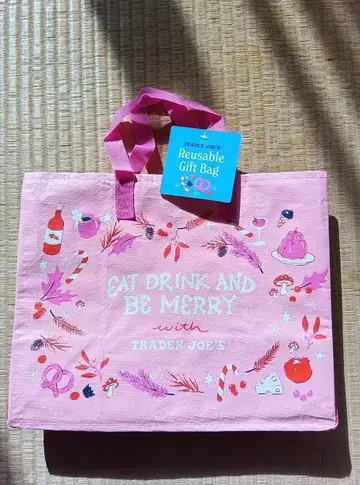 TRADER JOE'S
Reusable
Gift Bag
EAT DRINK AND
BE MERRY
with
TRADER JOE'S